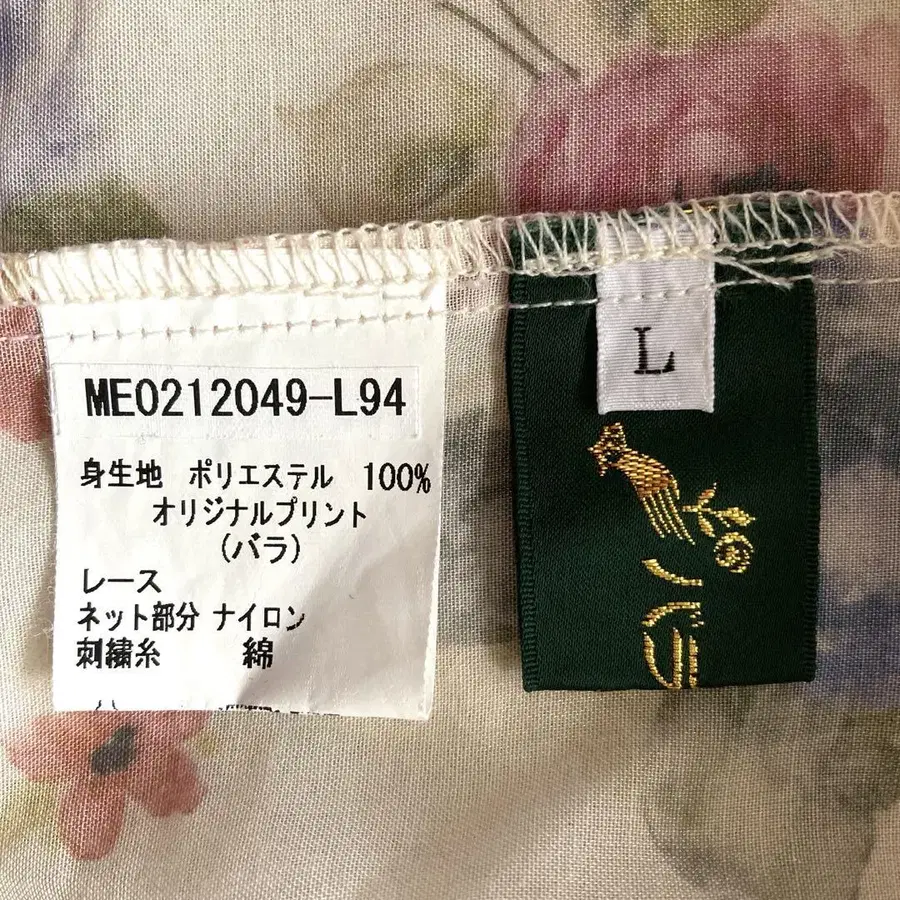 ME0212049-L94
身生地 ポリエステル 100%
オリジナルプリント
(バラ)
レース
ネット部分 ナイロン
刺繍糸 綿
L